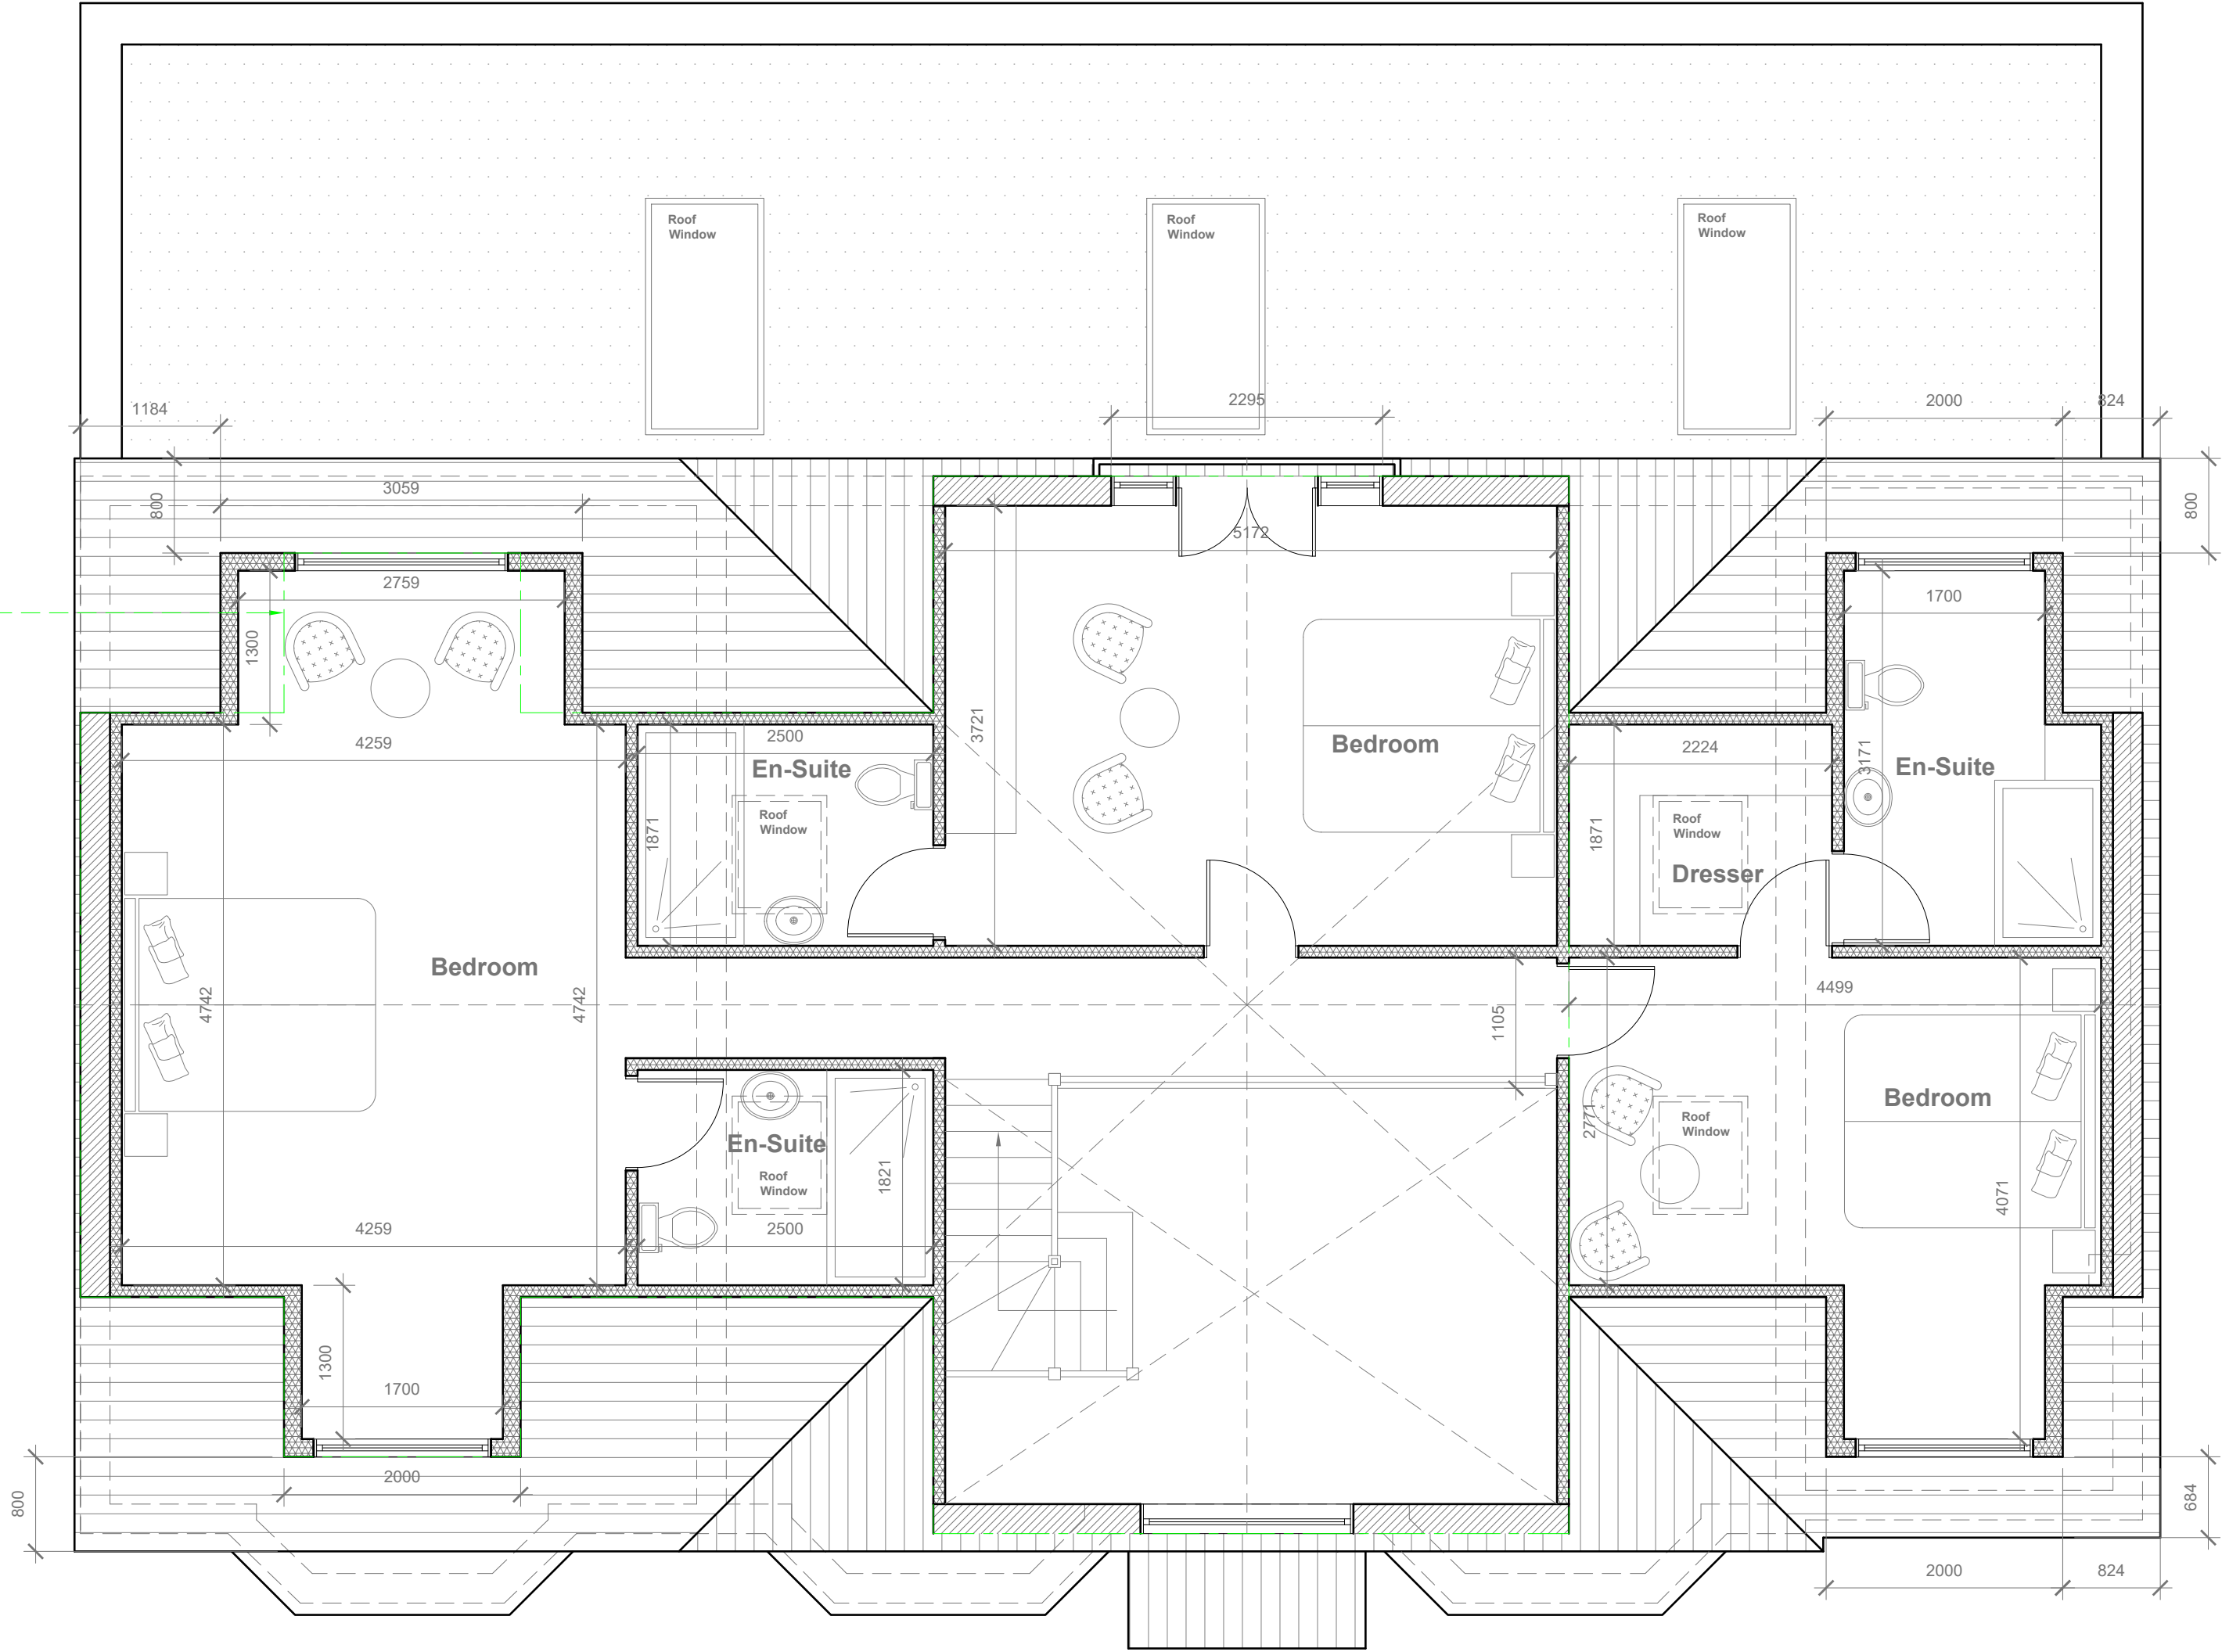 Roof
Window
Roof
Window
Roof
Window
1184
2295
2000
824
800
3059
800
5172
2759
1700
1300
4259
2500
3721
Bedroom
2224
3171
En-Suite
En-Suite
1871
Roof
Window
1871
Roof
Window
Dresser
Bedroom
4742
4742
1105
4499
Bedroom
En-Suite
Roof
Window
1821
2771
Roof
Window
4071
4259
2500
1300
1700
2000
800
684
2000
824